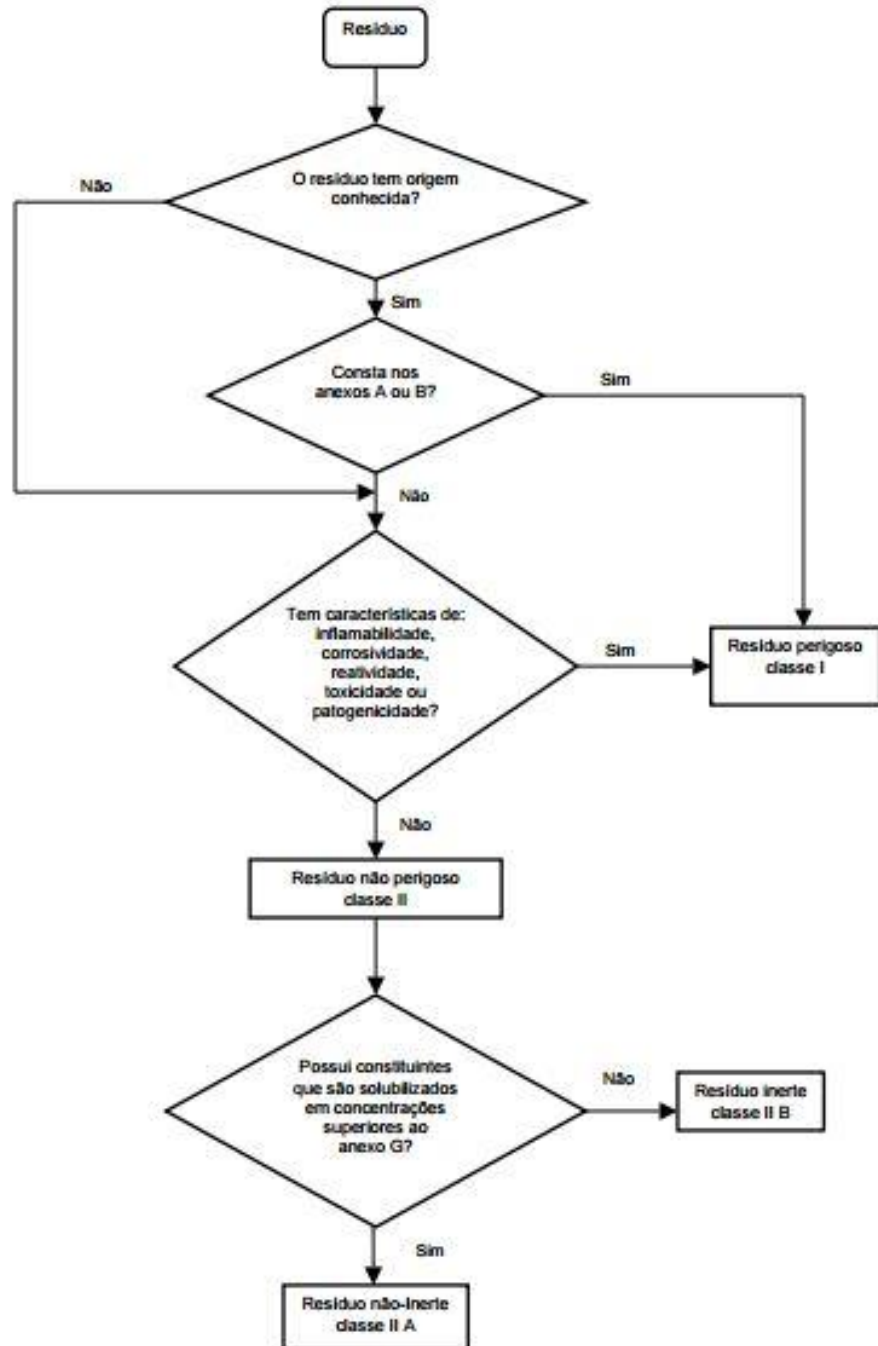 Resíduo
O resíduo tem origem
conhecida?
Não
Sim
Consta nos
anexos A ou B?
Sim
Não
Tem características de:
inflamabilidade,
corrosividade,
reatividade,
toxicidade ou
patogenicidade?
Sim
Resíduo perigoso
classe I
Não
Resíduo não perigoso
classe II
Possui constituintes
que são solubilizados
em concentrações
superiores ao
anexo G?
Não
Resíduo inerte
classe II B
Sim
Resíduo não-inerte
classe II A